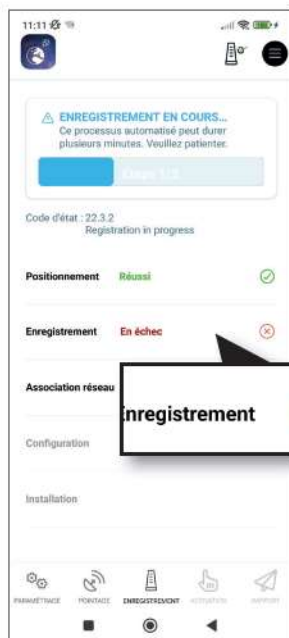 11:11
ENREGISTREMENT EN COURS...
Ce processus automatisé peut durer
plusieurs minutes. Veuillez patienter.
Code d'état : 22.3.2
Registration in progress
Positionnement Réussi
Enregistrement En échec
Association réseau
nregistrement
Configuration
Installation
PARAMÉTRAGE POINTAGE ENREGISTREMENT ACTIVATION RAPPORT